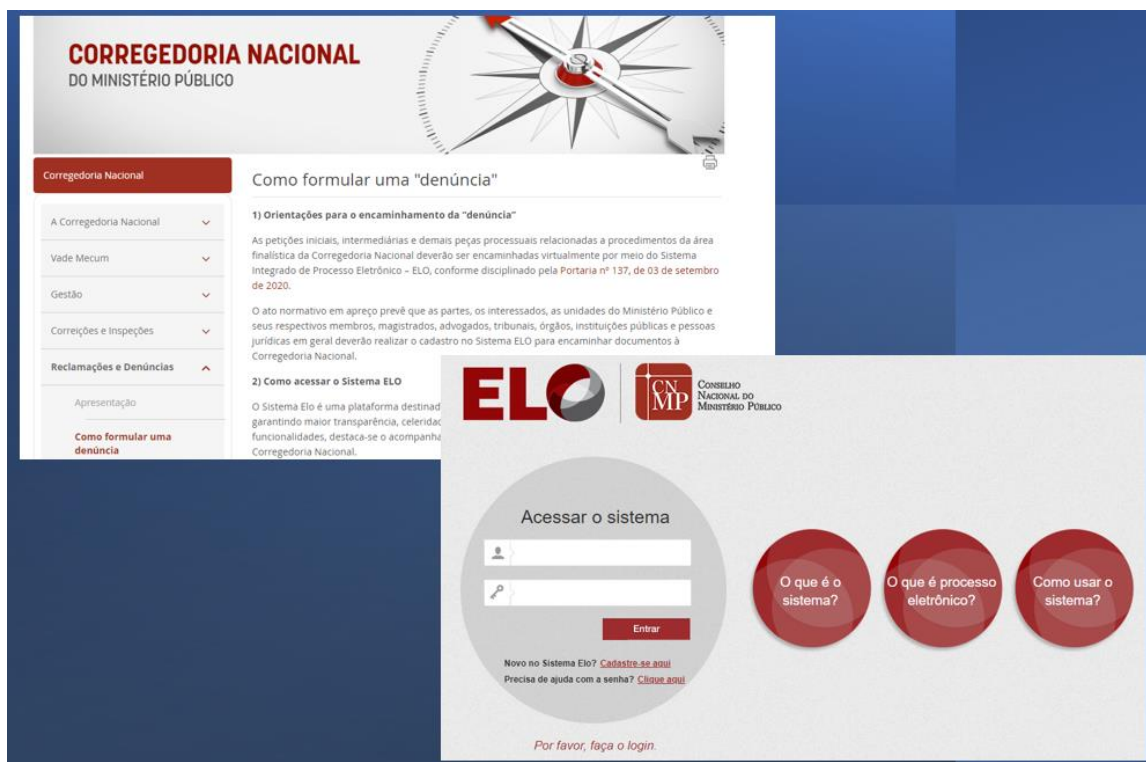 CORREGEDORIA NACIONAL
DO MINISTÉRIO PÚBLICO
Corregedoria Nacional
A Corregedoria Nacional
Vade Mecum
Gestão
Correições e Inspeções
Reclamações e Denúncias
Apresentação
Como formular uma
denúncia
Como formular uma "denúncia"
1) Orientações para o encaminhamento da "denúncia"
As petições iniciais, intermediárias e demais peças processuais relacionadas a procedimentos da área
finalística da Corregedoria Nacional deverão ser encaminhadas virtualmente por meio do Sistema
Integrado de Processo Eletrônico – ELO, conforme disciplinado pela Portaria nº 137, de 03 de setembro
de 2020.
O ato normativo em apreço prevê que as partes, os interessados, as unidades do Ministério Público e
seus respectivos membros, magistrados, advogados, tribunais, órgãos, instituições públicas e pessoas
jurídicas em geral deverão realizar o cadastro no Sistema ELO para encaminhar documentos à
Corregedoria Nacional.
2) Como acessar o Sistema ELO
O Sistema Elo é uma plataforma
garantindo maior transparência,
funcionalidades, destaca-se o
Corregedoria Nacional.
ELO
CN
MP
CONSELHO
NACIONAL DO
MINISTÉRIO PÚBLICO
Acessar o sistema
Entrar
Novo no Sistema Elo? Cadastre-se aqui
Precisa de ajuda com a senha? Clique aqui
Por favor, faça o login.
O que é o
sistema?
O que é processo
eletrônico?
Como usar o
sistema?